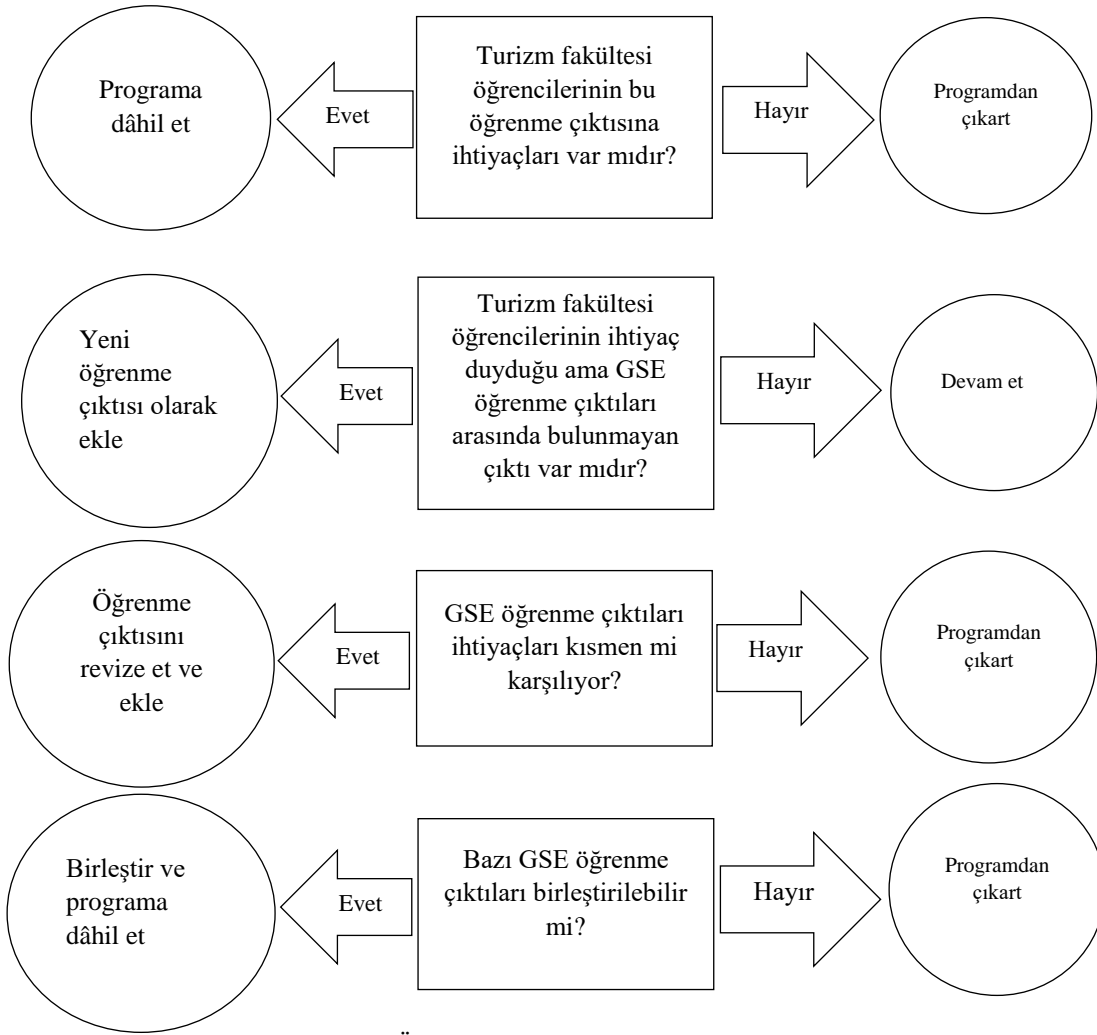 Programa
dâhil et
Evet
Turizm fakültesi
öğrencilerinin bu
öğrenme çıktısına
ihtiyaçları var mıdır?
Hayır
Programdan
çıkart
Yeni
öğrenme
çıktısı olarak
ekle
Evet
Turizm fakültesi
öğrencilerinin ihtiyaç
duyduğu ama GSE
öğrenme çıktıları
arasında bulunmayan
çıktı var mıdır?
Hayır
Devam et
Öğrenme
çıktısını
revize et ve
ekle
Evet
GSE öğrenme çıktıları
ihtiyaçları kısmen mi
karşılıyor?
Hayır
Programdan
çıkart
Birleştir ve
programa
dâhil et
Evet
Bazı GSE öğrenme
çıktıları birleştirilebilir
mi?
Hayır
Programdan
çıkart